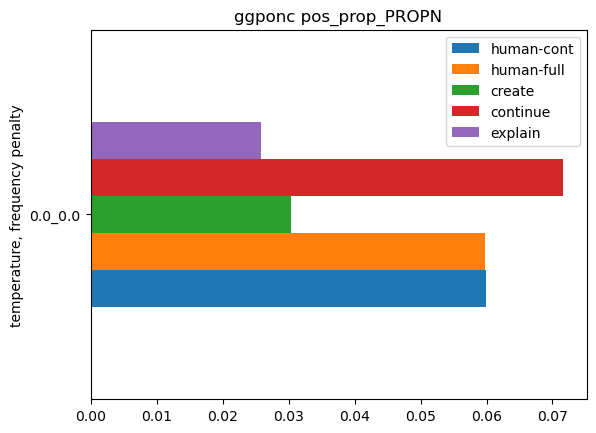 ggponc pos_prop_PROPN
human-cont
human-full
create
continue
explain
temperature, frequency penalty
0.0_0.0
0.00 0.01 0.02 0.03 0.04 0.05 0.06 0.07